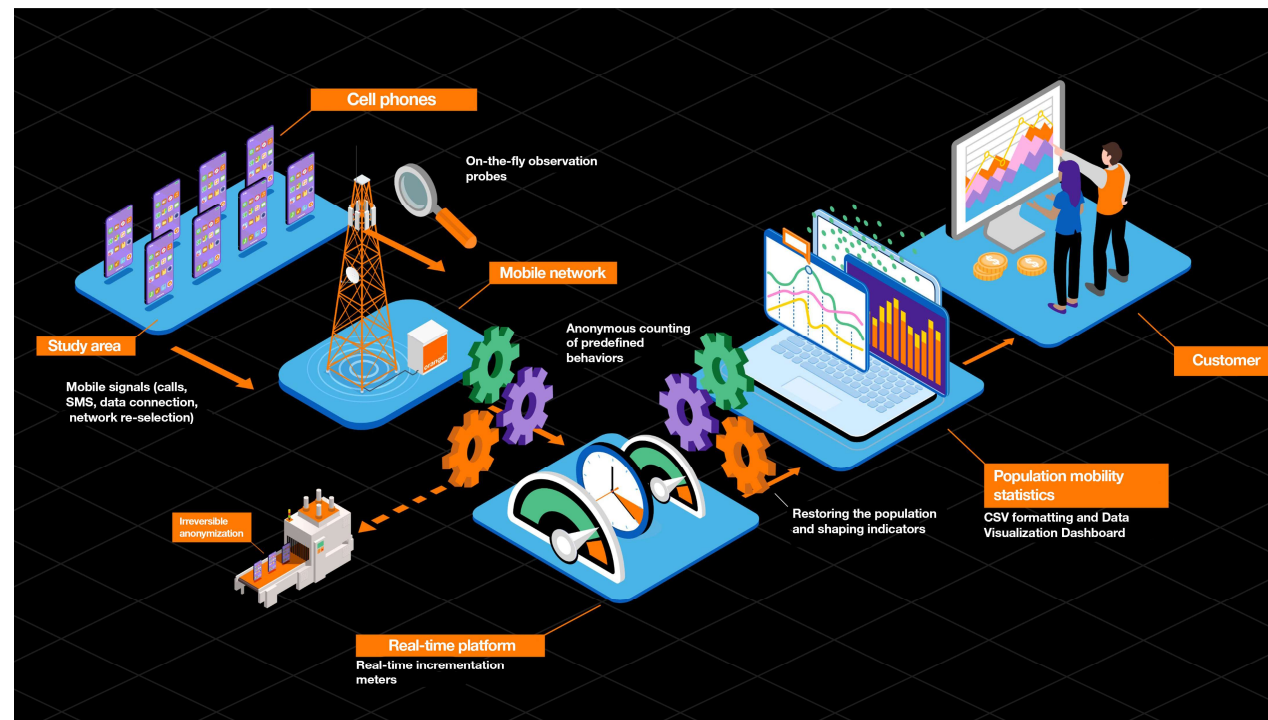 Cell phones
On-the-fly observation
probes
Mobile network
Study area
Mobile signals (calls,
SMS, data connection,
network re-selection)
orange
Anonymous counting
of predefined
behaviors
Customer
Population mobility
statistics
CSV formatting and Data
Visualization Dashboard
Restoring the population
and shaping indicators
Irreversible
anonymization
Real-time platform
Real-time incrementation
meters